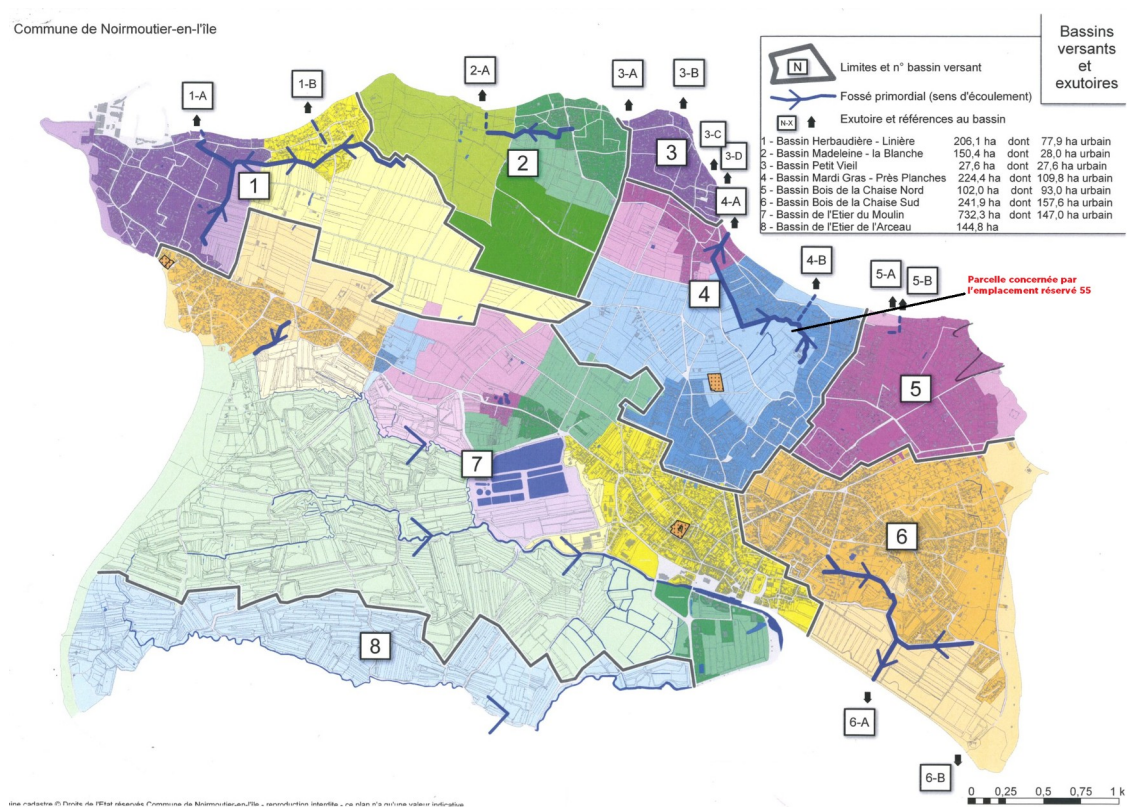 Commune de Noirmoutier-en-l'île
Bassins
versants
et
exutoires
N
Limites et n° bassin versant
Fossé primordial (sens d'écoulement)
N-X
Exutoire et références au bassin
1 - Bassin Herbaudière - Linière 206,1 ha dont 77,9 ha urbain
2 - Bassin Madeleine - la Blanche 150,4 ha dont 28,0 ha urbain
3 - Bassin Petit Vieil 27,6 ha dont 27,6 ha urbain
4 - Bassin Mardi Gras - Près Planches 224,4 ha dont 109,8 ha urbain
5 - Bassin Bois de la Chaise Nord 102,0 ha dont 93,0 ha urbain
6 - Bassin Bois de la Chaise Sud 241,9 ha dont 157,6 ha urbain
7 - Bassin de l'Etier du Moulin 732,3 ha dont 147,0 ha urbain
8 - Bassin de l'Etier de l'Arceau 144,8 ha
1-A
1-B
2-A
3-A
3-B
3-C
3-D
4-A
4-B
5-A
5-B
Parcelle concernée par
l'emplacement réservé 55
1
2
3
4
5
6
7
8
6-A
6-B
0 0,25 0,5 0,75 1 k
ine cadastre © Droits de l'Etat réservés Commune de Noirmoutier-en-l'île - reproduction interdite - ce plan n'a qu'une valeur indicative